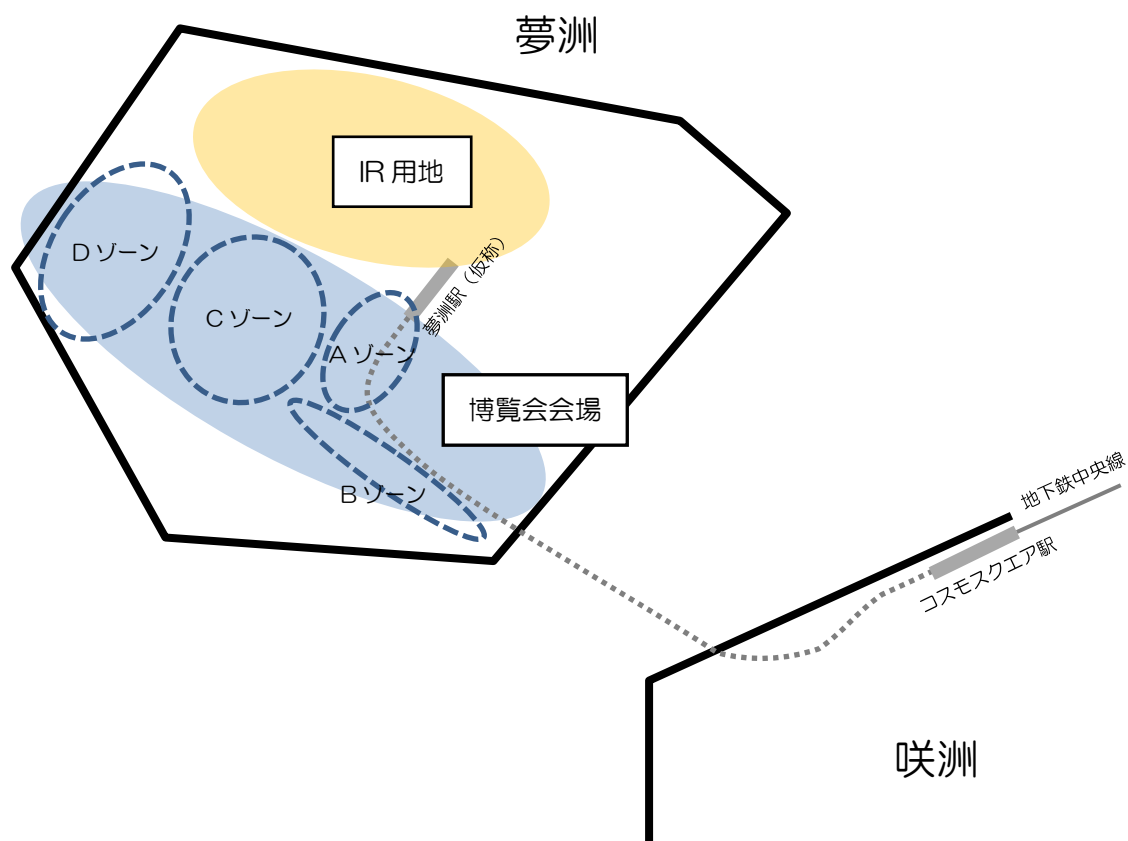 夢洲
IR 用地
D ゾーン
C ゾーン
A ゾーン
夢洲駅（仮称）
博覧会会場
B ゾーン
地下鉄中央線
コスモスクエア駅
咲洲